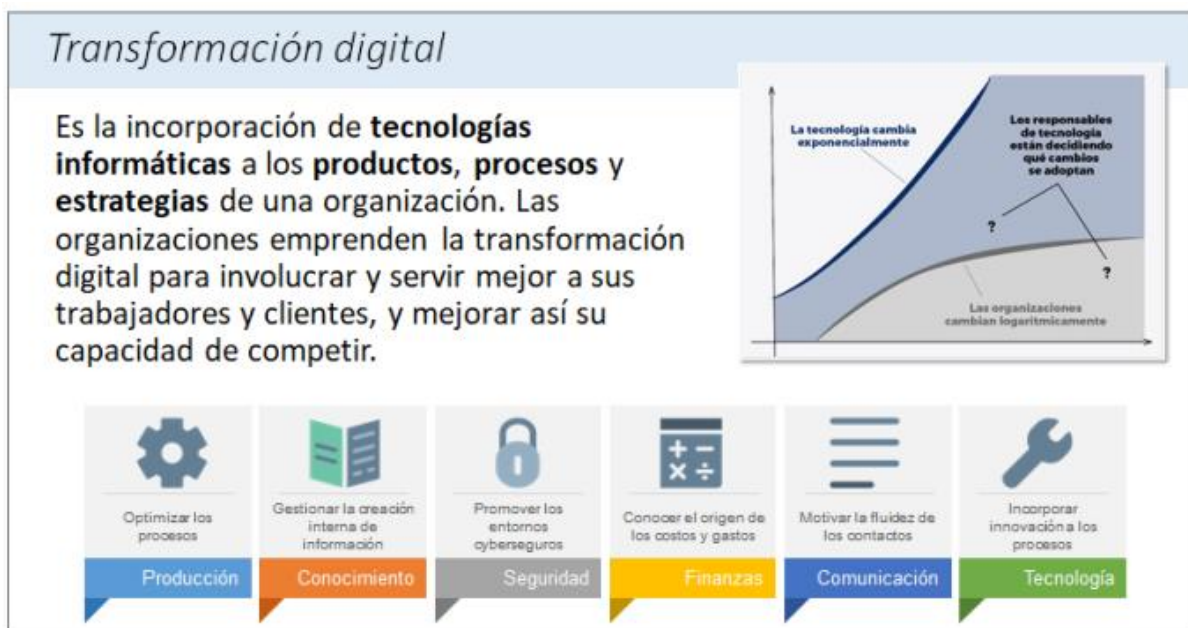 Transformación digital
Es la incorporación de tecnologías
informáticas a los productos, procesos y
estrategias de una organización. Las
organizaciones emprenden la transformación
digital para involucrar y servir mejor a sus
trabajadores y clientes, y mejorar así su
capacidad de competir.
La tecnología cambia
exponencialmente
Los responsables
de tecnología
están decidiendo
qué cambios
se adoptan
?
?
Las organizaciones
cambian logarítmicamente
Optimizar los
procesos
Producción
Gestionar la creación
interna de
información
Conocimiento
Promover los
entornos
cyberseguros
Seguridad
Conocer el origen de
los costos y gastos
Finanzas
Motivar la fluidez de
los contactos
Comunicación
Incorporar
innovación a los
procesos
Tecnología